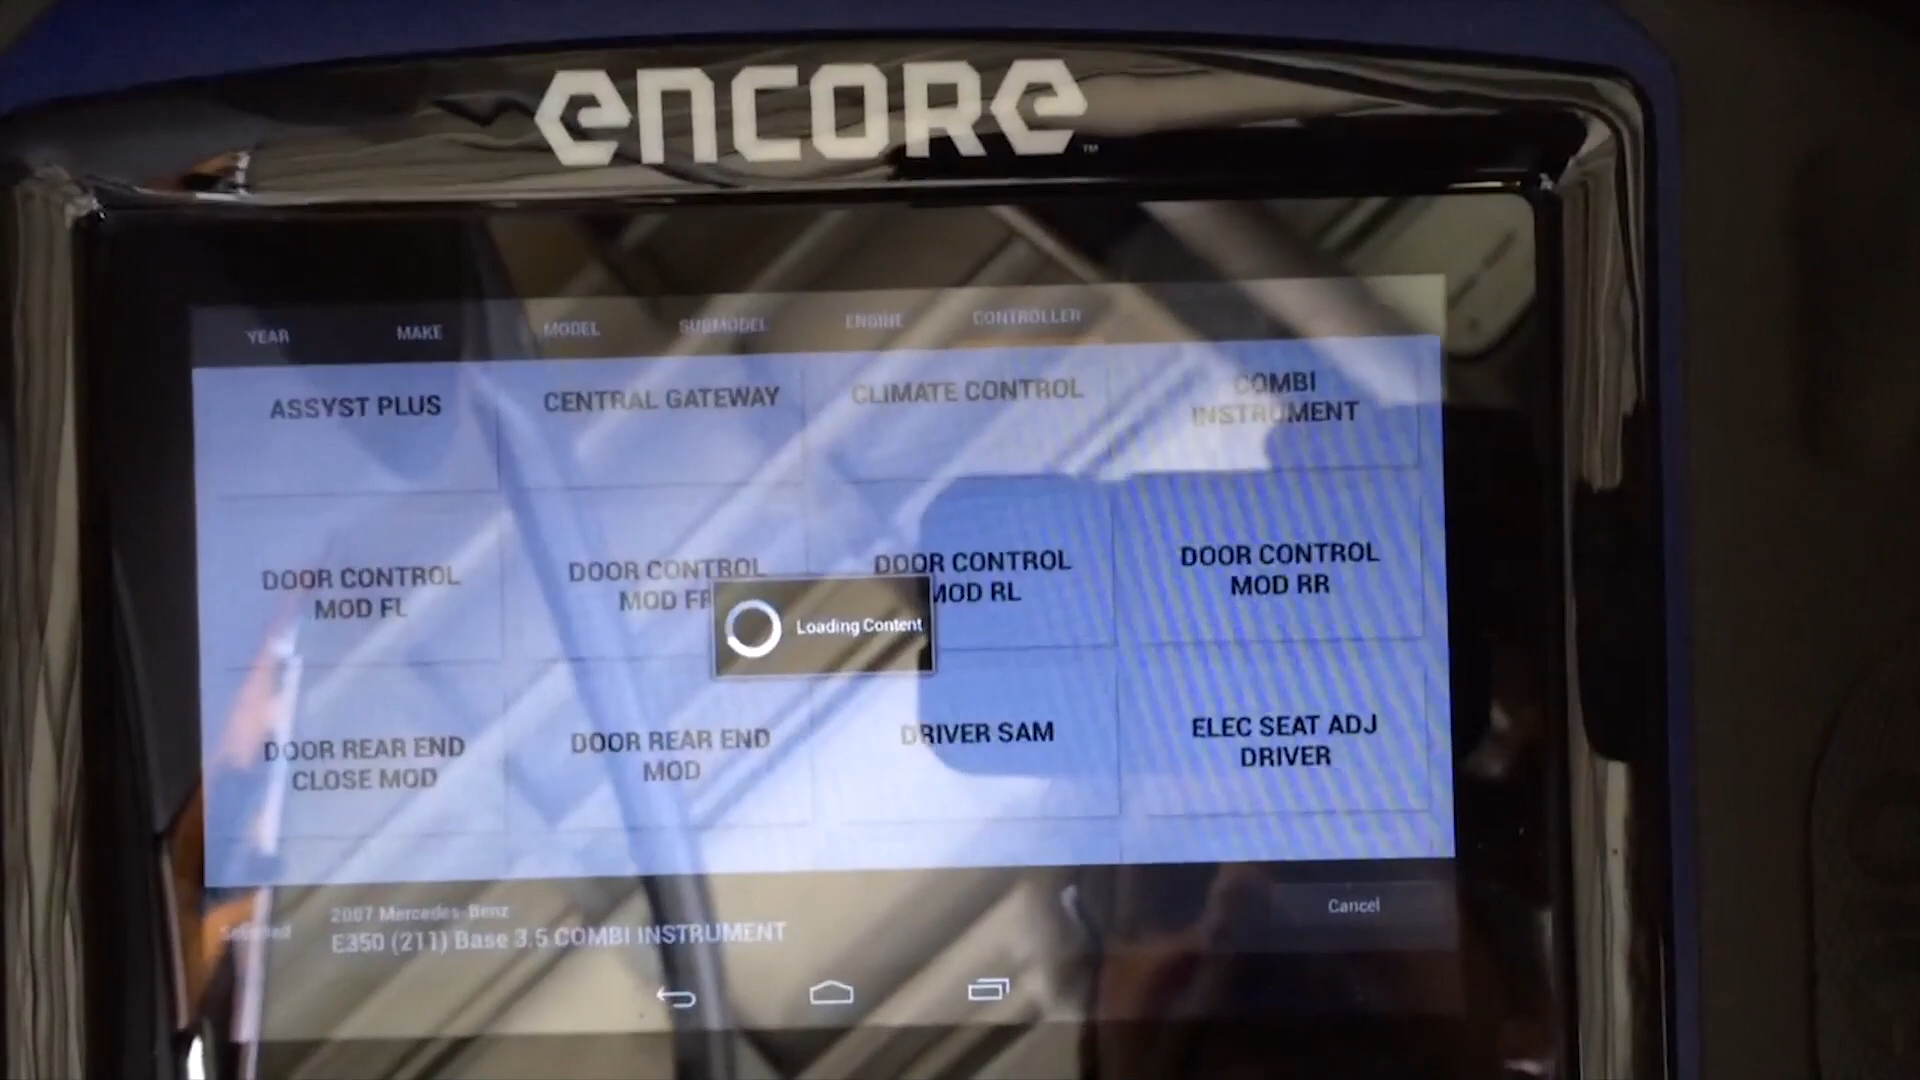 encore™
YEAR MAKE MODEL SUBMODEL ENGINE CONTROLLER
ASSYST PLUS
CENTRAL GATEWAY
CLIMATE CONTROL
COMBI
INSTRUMENT
DOOR CONTROL
MOD FL
DOOR CONTROL
MOD FR
DOOR CONTROL
MOD RL
DOOR CONTROL
MOD RR
Loading Content
DOOR REAR END
CLOSE MOD
DOOR REAR END
MOD
DRIVER SAM
ELEC SEAT ADJ
DRIVER
Selected
2007 Mercedes-Benz
E350 (211) Base 3.5 COMBI INSTRUMENT
Cancel